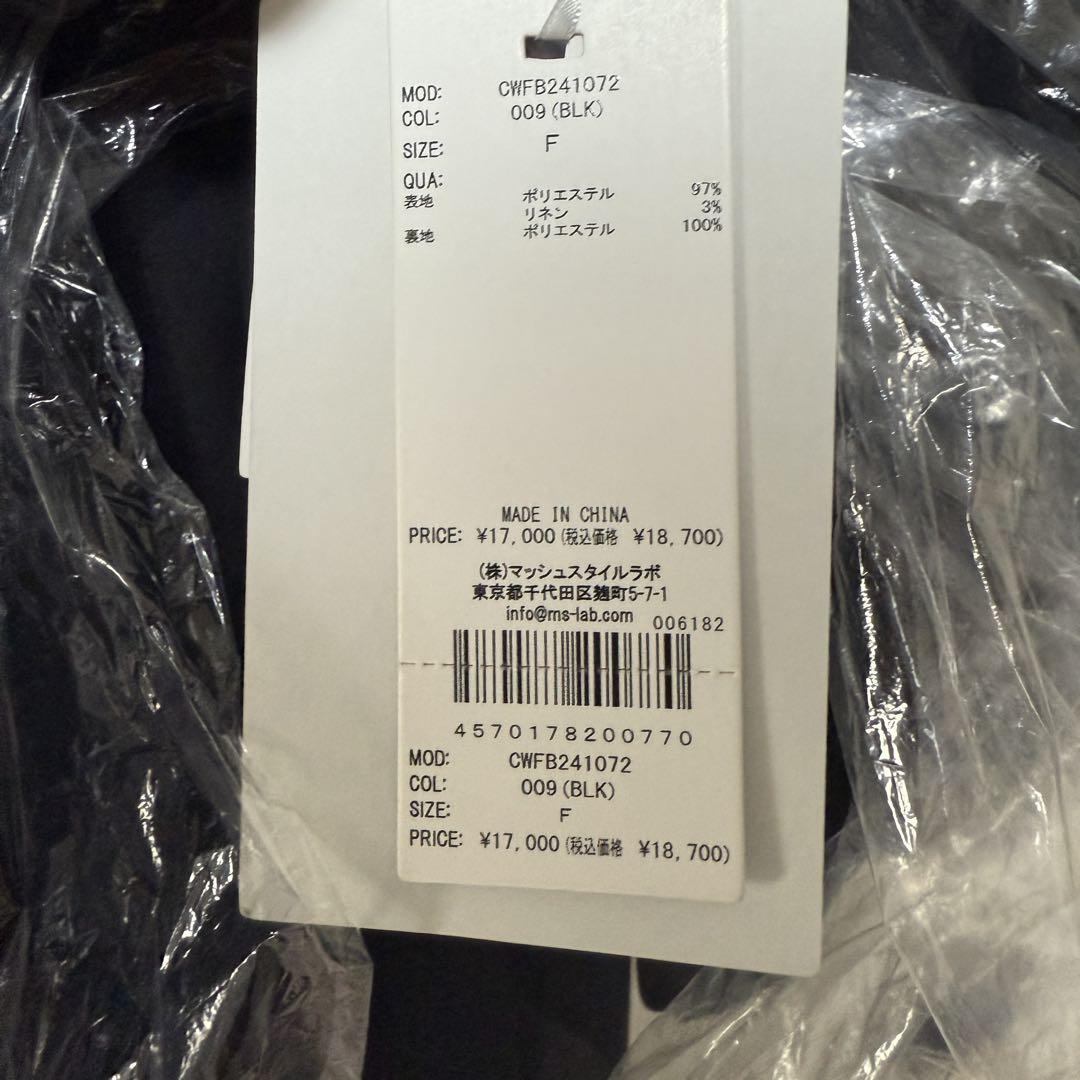 MOD: CWFB241072
COL: 009(BLK)
SIZE: F
QUA:
表地 ポリエステル 97%
リネン 3%
裏地 ポリエステル 100%
MADE IN CHINA
PRICE: ¥17,000(税込価格 ¥18,700)
(株)マッシュスタイルラボ
東京都千代田区麹町5-7-1
info@ms-lab.com 006182
4570178200770
MOD: CWFB241072
COL: 009(BLK)
SIZE: F
PRICE: ¥17,000(税込価格 ¥18,700)